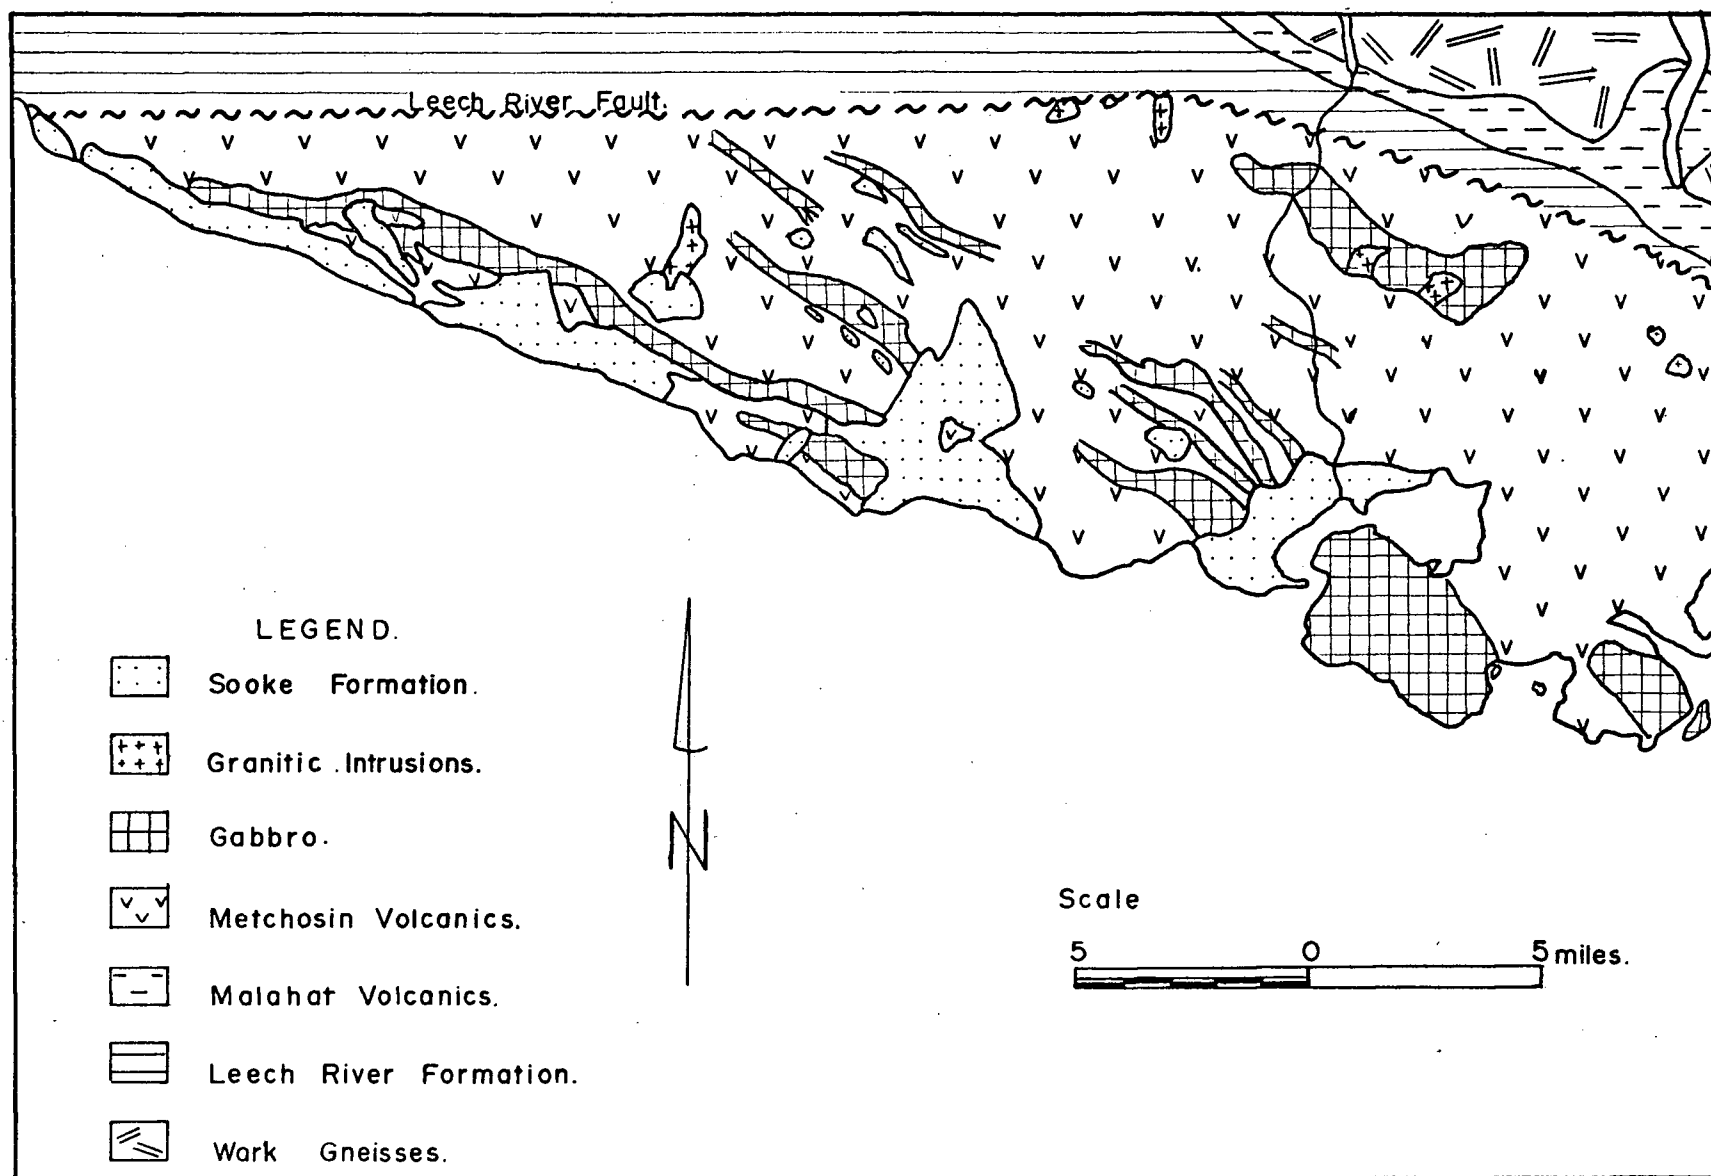 Leech River Fault.
LEGEND.
Sooke Formation.
Granitic Intrusions.
Gabbro.
Metchosin Volcanics.
Malahat Volcanics.
Leech River Formation.
Wark Gneisses.
N
Scale
5 0 5 miles.